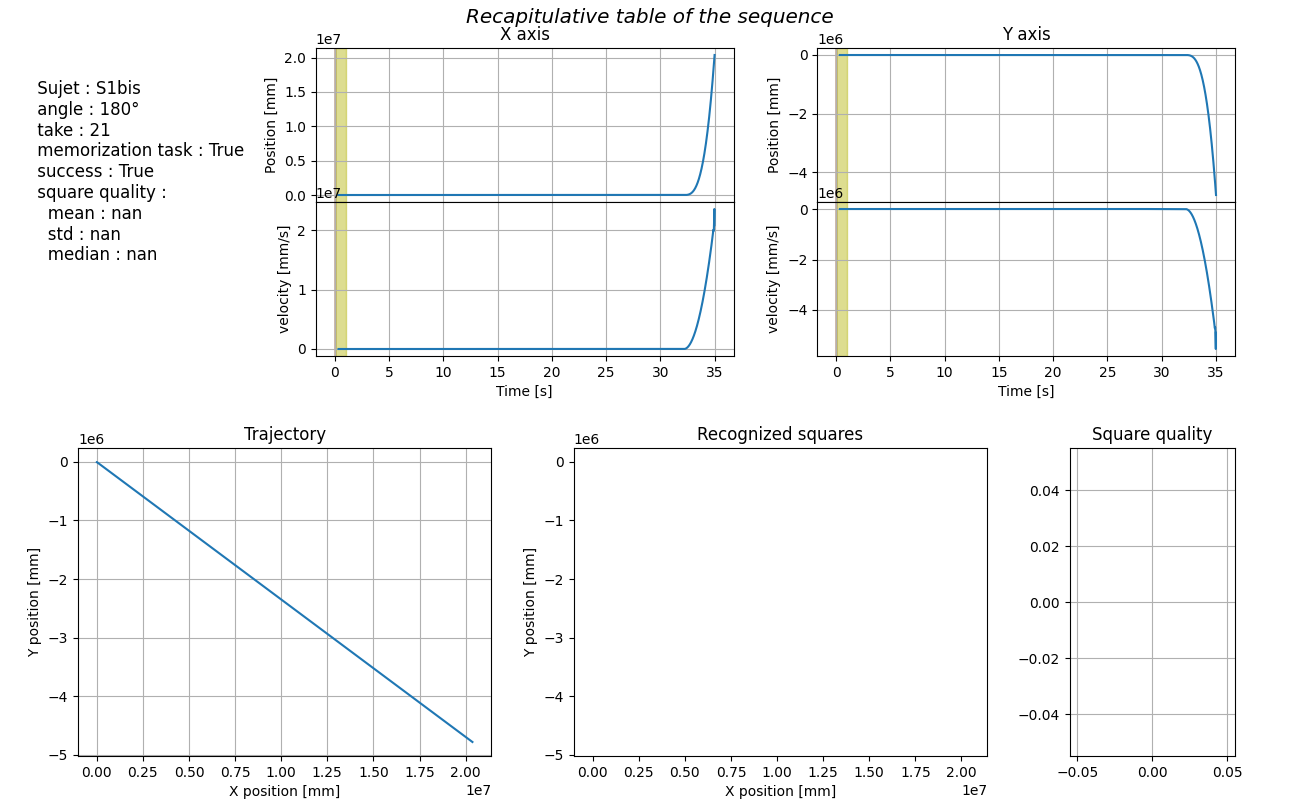 Recapitulative table of the sequence
Sujet : S1bis
angle : 180°
take : 21
memorization task : True
success : True
square quality :
mean : nan
std : nan
median : nan
X axis
1e7
Position [mm]
2.0
1.5
1.0
0.5
0.0
1e7
velocity [mm/s]
2
1
0
0 5 10 15 20 25 30 35
Time [s]
Y axis
1e6
Position [mm]
0
−2
−4
1e6
velocity [mm/s]
0
−2
−4
0 5 10 15 20 25 30 35
Time [s]
Trajectory
1e6
Y position [mm]
0
−1
−2
−3
−4
−5
0.00 0.25 0.50 0.75 1.00 1.25 1.50 1.75 2.00
X position [mm]
1e7
Recognized squares
1e6
Y position [mm]
0
−1
−2
−3
−4
−5
0.00 0.25 0.50 0.75 1.00 1.25 1.50 1.75 2.00
X position [mm]
1e7
Square quality
0.04
0.02
0.00
−0.02
−0.04
−0.05 0.00 0.05